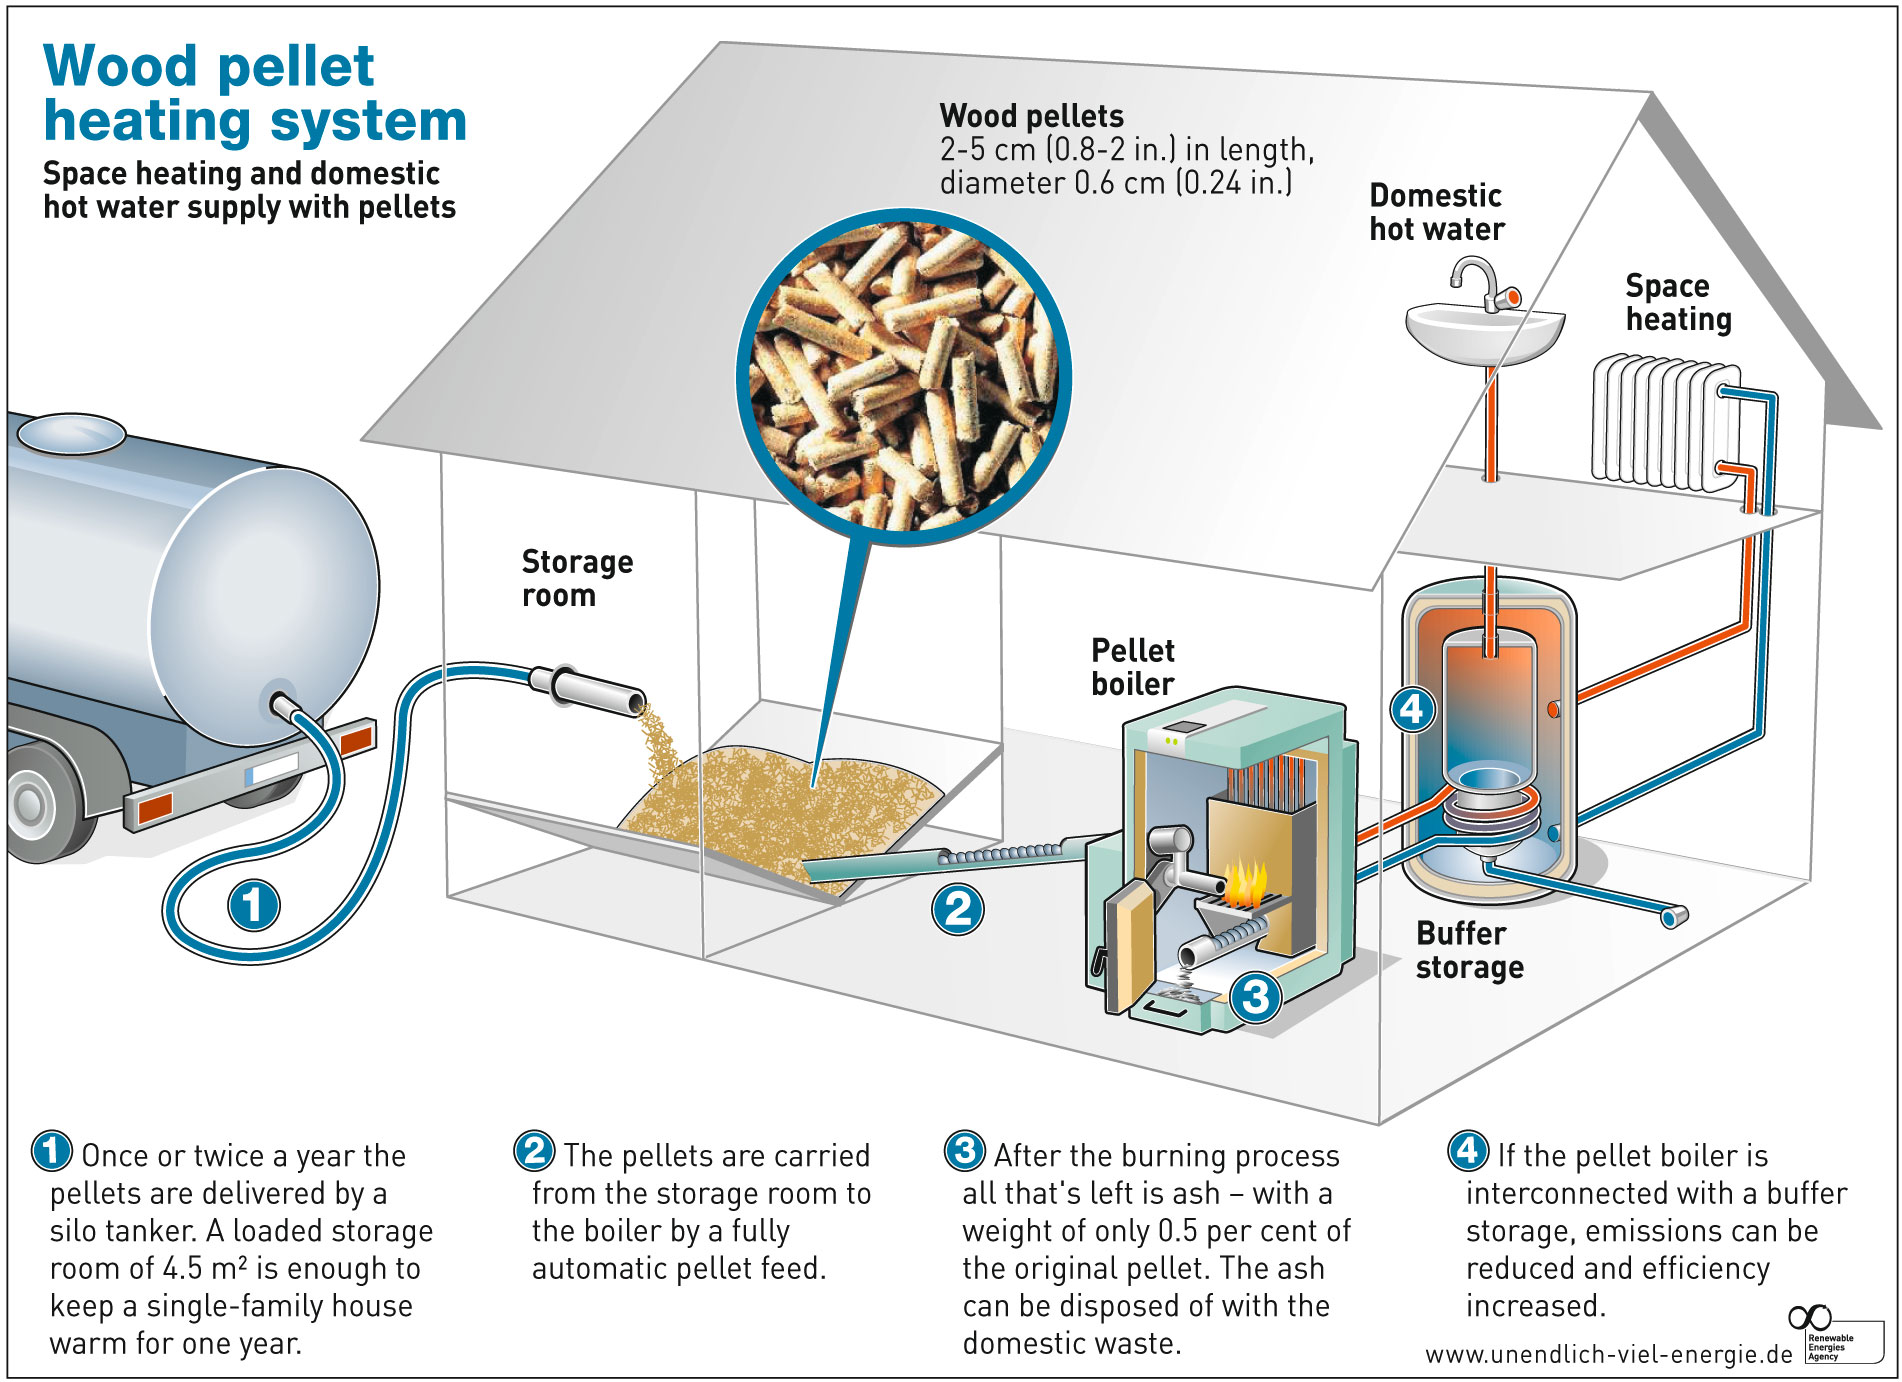 Wood pellet
heating system
Space heating and domestic
hot water supply with pellets
Wood pellets
2-5 cm (0.8-2 in.) in length,
diameter 0.6 cm (0.24 in.)
Domestic
hot water
Space
heating
Storage
room
Pellet
boiler
4
1
2
3
Buffer
storage
1 Once or twice a year the
pellets are delivered by a
silo tanker. A loaded storage
room of 4.5 m² is enough to
keep a single-family house
warm for one year.
2 The pellets are carried
from the storage room to
the boiler by a fully
automatic pellet feed.
3 After the burning process
all that's left is ash – with a
weight of only 0.5 per cent of
the original pellet. The ash
can be disposed of with the
domestic waste.
4 If the pellet boiler is
interconnected with a buffer
storage, emissions can be
reduced and efficiency
increased.
www.unendlich-viel-energie.de
Renewable
Energies
Agency